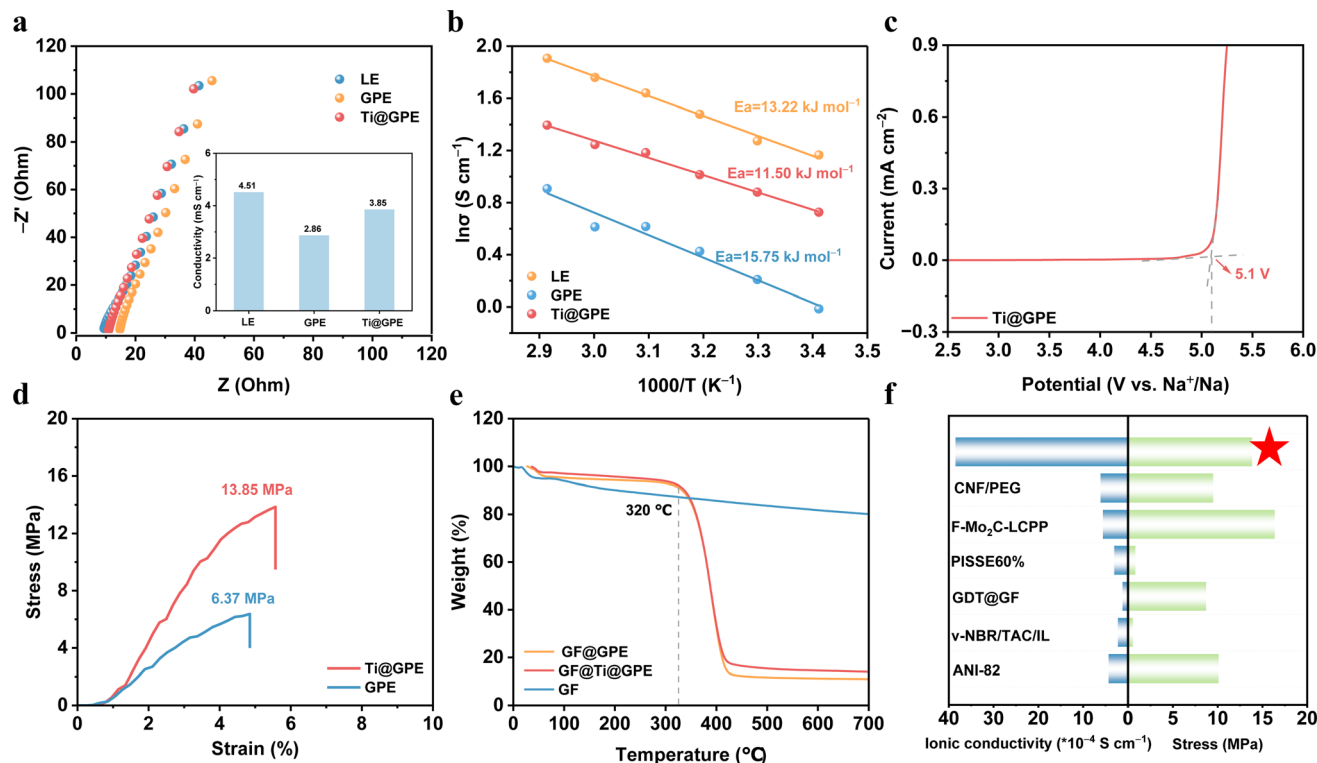 a
−Z' (Ohm)
120
100
80
60
40
20
0
0
20
40
60
80
100
120
Z (Ohm)
LE
GPE
Ti@GPE
Conductivity (mS cm⁻¹)
6
4
2
0
4.51
2.86
3.85
LE
GPE
Ti@GPE
b
lnσ (S cm⁻¹)
2.0
1.6
1.2
0.8
0.4
0.0
2.9
3.0
3.1
3.2
3.3
3.4
3.5
1000/T (K⁻¹)
Ea=13.22 kJ mol⁻¹
Ea=11.50 kJ mol⁻¹
Ea=15.75 kJ mol⁻¹
LE
GPE
Ti@GPE
c
Current (mA cm⁻²)
0.9
0.6
0.3
0.0
−0.3
2.5
3.0
3.5
4.0
4.5
5.0
5.5
6.0
Potential (V vs. Na⁺/Na)
5.1 V
Ti@GPE
d
Stress (MPa)
20
16
12
8
4
0
0
2
4
6
8
10
Strain (%)
13.85 MPa
6.37 MPa
Ti@GPE
GPE
e
Weight (%)
120
100
80
60
40
20
0
0
100
200
300
400
500
600
700
Temperature (℃)
320 ℃
GF@GPE
GF@Ti@GPE
GF
f
CNF/PEG
F-Mo₂C-LCPP
PISSE60%
GDT@GF
v-NBR/TAC/IL
ANI-82
40
30
20
10
0
5
10
15
20
Ionic conductivity (*10⁻⁴ S cm⁻¹)
Stress (MPa)